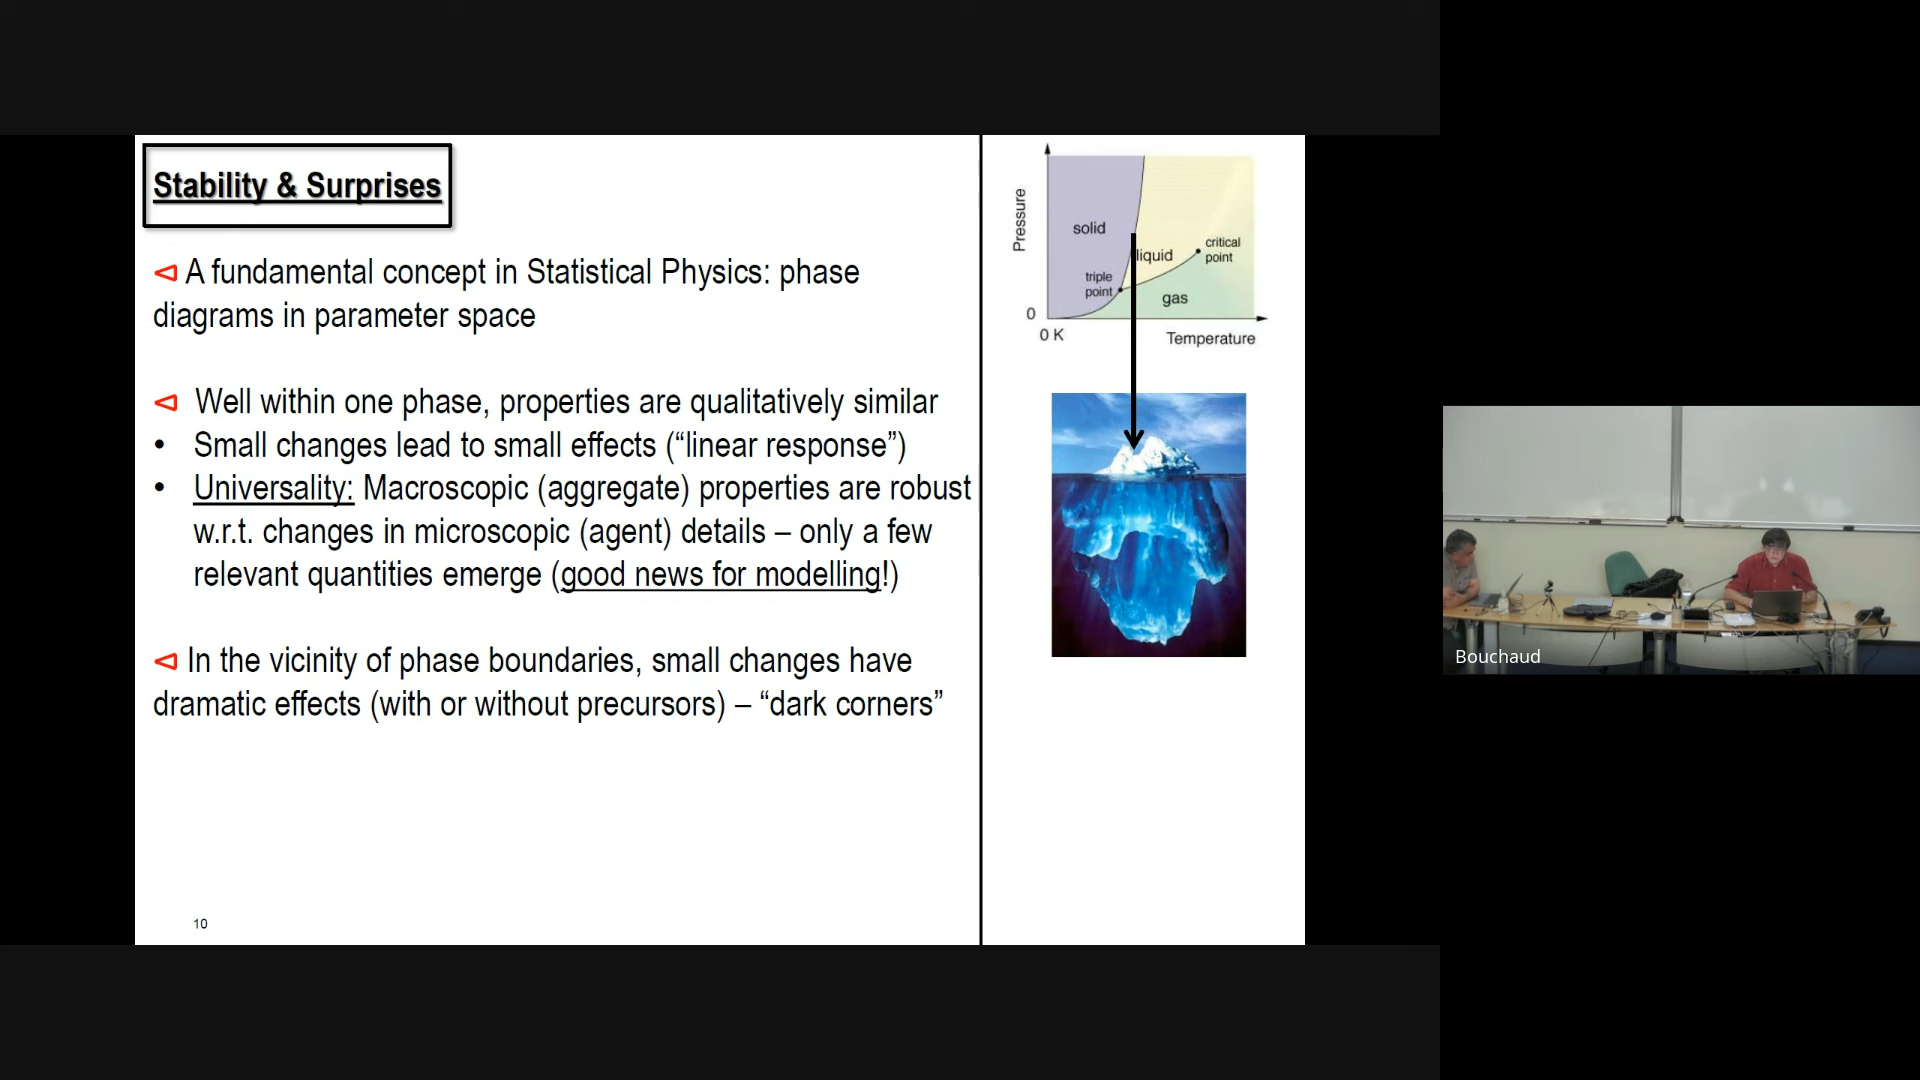 Stability & Surprises
⊲ A fundamental concept in Statistical Physics: phase
diagrams in parameter space
⊲ Well within one phase, properties are qualitatively similar
• Small changes lead to small effects (“linear response”)
• Universality: Macroscopic (aggregate) properties are robust
w.r.t. changes in microscopic (agent) details – only a few
relevant quantities emerge (good news for modelling!)
⊲ In the vicinity of phase boundaries, small changes have
dramatic effects (with or without precursors) – “dark corners”
10
Pressure
solid
liquid
critical
point
triple
point
gas
0
0 K
Temperature
Bouchaud